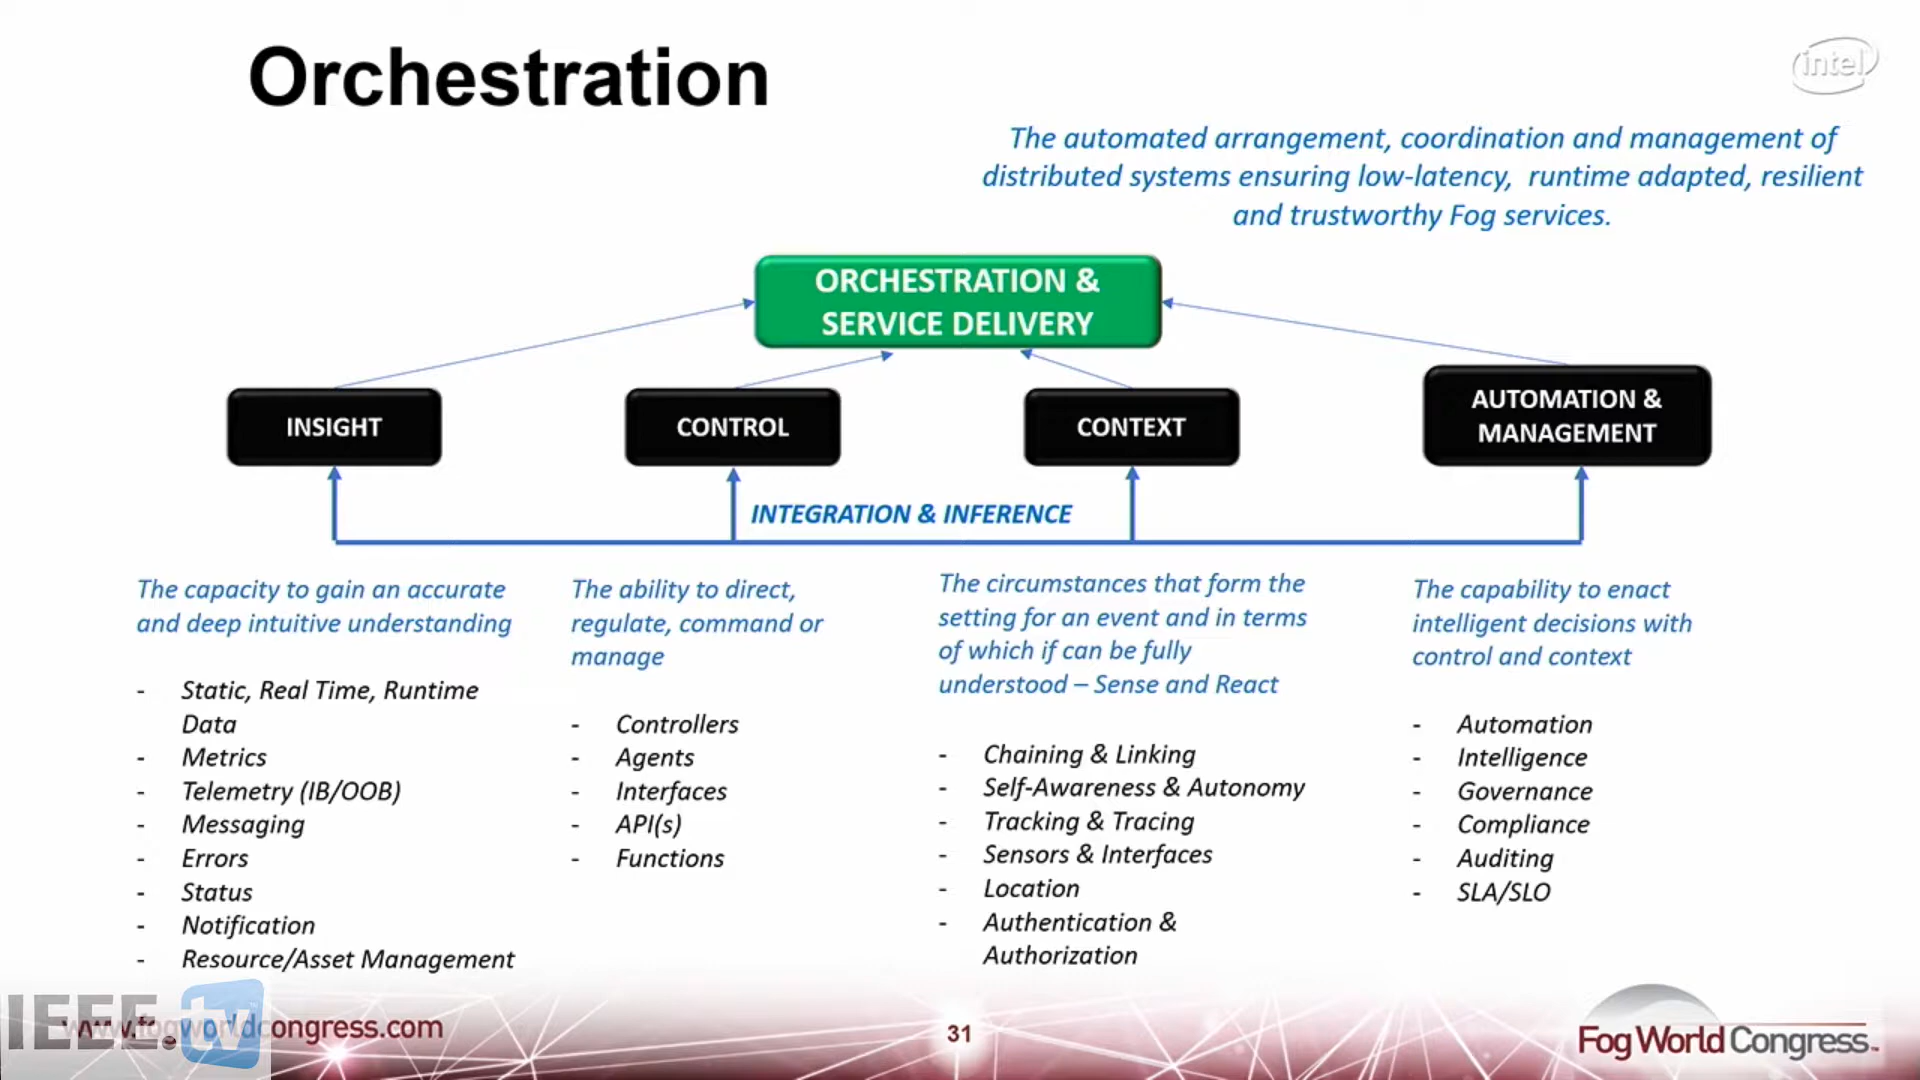 Orchestration
intel
The automated arrangement, coordination and management of
distributed systems ensuring low-latency, runtime adapted, resilient
and trustworthy Fog services.
ORCHESTRATION &
SERVICE DELIVERY
INSIGHT
CONTROL
CONTEXT
AUTOMATION &
MANAGEMENT
INTEGRATION & INFERENCE
The capacity to gain an accurate
and deep intuitive understanding
- Static, Real Time, Runtime
Data
- Metrics
- Telemetry (IB/OOB)
- Messaging
- Errors
- Status
- Notification
- Resource/Asset Management
The ability to direct,
regulate, command or
manage
- Controllers
- Agents
- Interfaces
- API(s)
- Functions
The circumstances that form the
setting for an event and in terms
of which if can be fully
understood – Sense and React
- Chaining & Linking
- Self-Awareness & Autonomy
- Tracking & Tracing
- Sensors & Interfaces
- Location
- Authentication &
Authorization
The capability to enact
intelligent decisions with
control and context
- Automation
- Intelligence
- Governance
- Compliance
- Auditing
- SLA/SLO
IEEE.tv
www.fogworldcongress.com
31
Fog World Congress